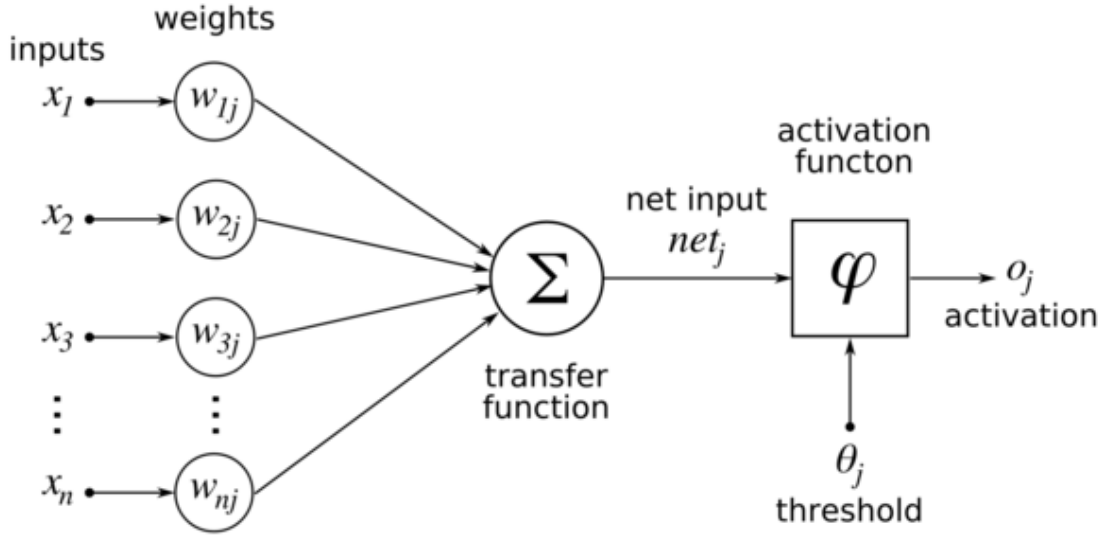 weights
inputs
x1
w1j
x2
w2j
x3
w3j
⋮
⋮
xn
wnj
Σ
transfer
function
net input
netj
activation
functon
φ
oj
activation
θj
threshold